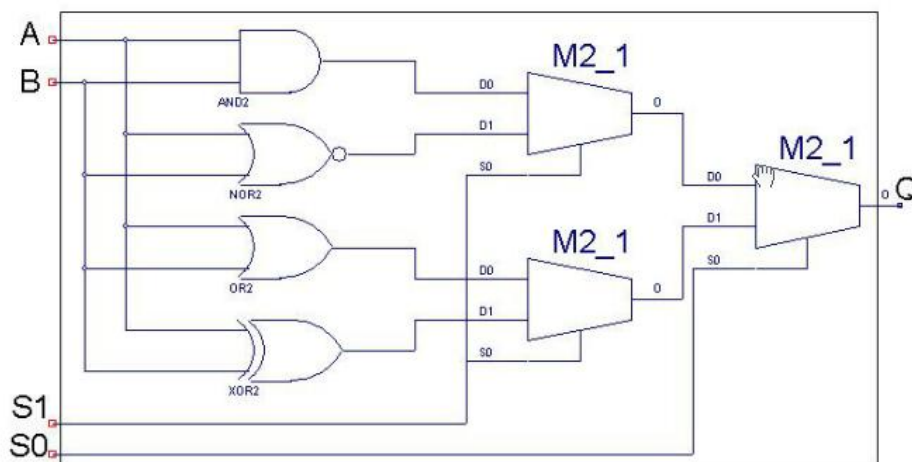 A
B
AND2
NOR2
OR2
XOR2
S1
S0
M2_1
D0
D1
S0
O
M2_1
D0
D1
S0
O
M2_1
D0
D1
S0
O
Q